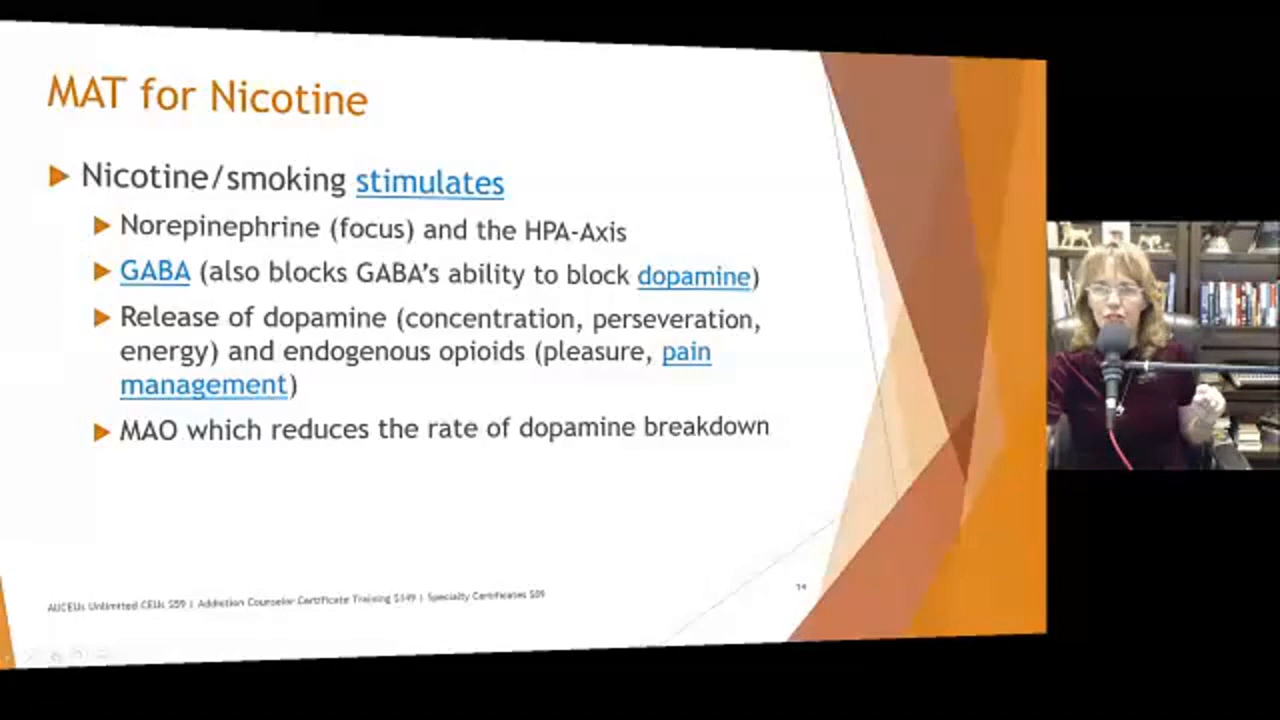 MAT for Nicotine
Nicotine/smoking stimulates
Norepinephrine (focus) and the HPA-Axis
GABA (also blocks GABA's ability to block dopamine)
Release of dopamine (concentration, perseveration,
energy) and endogenous opioids (pleasure, pain
management)
MAO which reduces the rate of dopamine breakdown
AllCEUs Unlimited CEUs $59 | Addiction Counselor Certificate Training $149 | Specialty Certificates $89